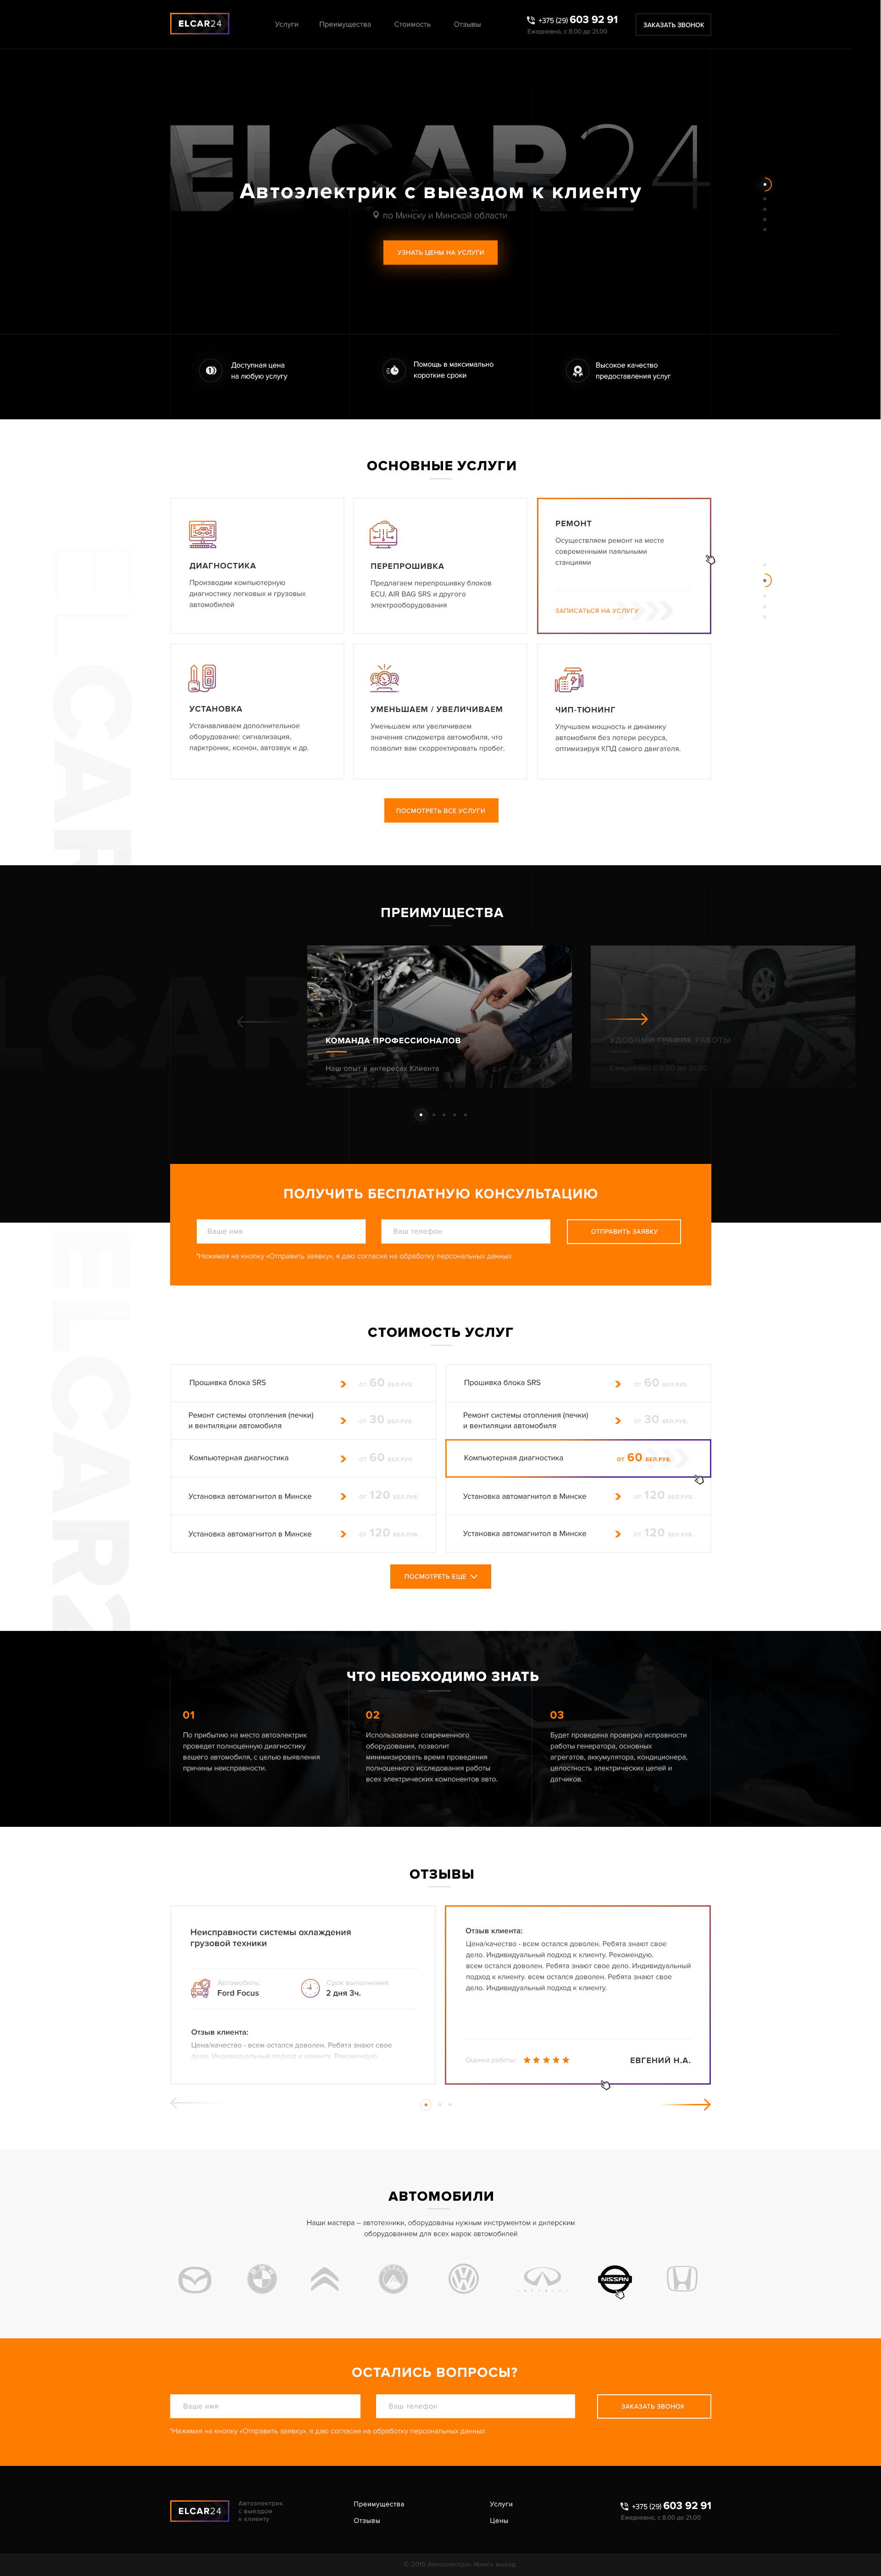 ELCAR24
Услуги
Преимущества
Стоимость
Отзывы
+375 (29) 603 92 91
Ежедневно, с 8.00 до 21.00
ЗАКАЗАТЬ ЗВОНОК
ELCAR24
Автоэлектрик с выездом к клиенту
по Минску и Минской области
УЗНАТЬ ЦЕНЫ НА УСЛУГИ
Доступная цена
на любую услугу
Помощь в максимально
короткие сроки
Высокое качество
предоставления услуг
ОСНОВНЫЕ УСЛУГИ
ELCAR
ДИАГНОСТИКА
Производим компьютерную
диагностику легковых и грузовых
автомобилей
ПЕРЕПРОШИВКА
Предлагаем перепрошивку блоков
ECU, AIR BAG SRS и другого
электрооборудования
РЕМОНТ
Осуществляем ремонт на месте
современными паяльными
станциями
ЗАПИСАТЬСЯ НА УСЛУГУ
УСТАНОВКА
Устанавливаем дополнительное
оборудование: сигнализация,
парктроник, ксенон, автозвук и др.
УМЕНЬШАЕМ / УВЕЛИЧИВАЕМ
Уменьшаем или увеличиваем
значения спидометра автомобиля, что
позволит вам скорректировать пробег.
ЧИП-ТЮНИНГ
Улучшаем мощность и динамику
автомобиля без потери ресурса,
оптимизируя КПД самого двигателя.
ПОСМОТРЕТЬ ВСЕ УСЛУГИ
ПРЕИМУЩЕСТВА
LCAR24
КОМАНДА ПРОФЕССИОНАЛОВ
Наш опыт в интересах Клиента
УДОБНЫЙ ГРАФИК РАБОТЫ
Ежедневно с 8.00 до 21.00
ПОЛУЧИТЬ БЕСПЛАТНУЮ КОНСУЛЬТАЦИЮ
Ваше имя
Ваш телефон
ОТПРАВИТЬ ЗАЯВКУ
*Нажимая на кнопку «Отправить заявку», я даю согласие на обработку персональных данных
СТОИМОСТЬ УСЛУГ
ELCAR2
Прошивка блока SRS
ОТ 60 БЕЛ.РУБ.
Ремонт системы отопления (печки)
и вентиляции автомобиля
ОТ 30 БЕЛ.РУБ.
Компьютерная диагностика
ОТ 60 БЕЛ.РУБ.
Установка автомагнитол в Минске
ОТ 120 БЕЛ.РУБ.
Установка автомагнитол в Минске
ОТ 120 БЕЛ.РУБ.
Прошивка блока SRS
ОТ 60 БЕЛ.РУБ.
Ремонт системы отопления (печки)
и вентиляции автомобиля
ОТ 30 БЕЛ.РУБ.
Компьютерная диагностика
ОТ 60 БЕЛ.РУБ.
Установка автомагнитол в Минске
ОТ 120 БЕЛ.РУБ.
Установка автомагнитол в Минске
ОТ 120 БЕЛ.РУБ.
ПОСМОТРЕТЬ ЕЩЕ
ЧТО НЕОБХОДИМО ЗНАТЬ
01
По прибытию на место автоэлектрик
проведет полноценную диагностику
вашего автомобиля, с целью выявления
причины неисправности.
02
Использование современного
оборудования, позволит
минимизировать время проведения
полноценного исследования работы
всех электрических компонентов авто.
03
Будет проведена проверка исправности
работы генератора, основных
агрегатов, аккумулятора, кондиционера,
целостность электрических цепей и
датчиков.
ОТЗЫВЫ
Неисправности системы охлаждения
грузовой техники
Автомобиль:
Ford Focus
Срок выполнения:
2 дня 3ч.
Отзыв клиента:
Цена/качество - всем остался доволен. Ребята знают свое
дело. Индивидуальный подход к клиенту. Рекомендую.
Отзыв клиента:
Цена/качество - всем остался доволен. Ребята знают свое
дело. Индивидуальный подход к клиенту. Рекомендую.
всем остался доволен. Ребята знают свое дело. Индивидуальный
подход к клиенту. всем остался доволен. Ребята знают свое
дело. Индивидуальный подход к клиенту.
Оценка работы:
ЕВГЕНИЙ Н.А.
АВТОМОБИЛИ
Наши мастера – автотехники, оборудованы нужным инструментом и дилерским
оборудованием для всех марок автомобилей
BMW
INFINITI
NISSAN
ОСТАЛИСЬ ВОПРОСЫ?
Ваше имя
Ваш телефон
ЗАКАЗАТЬ ЗВОНОК
*Нажимая на кнопку «Отправить заявку», я даю согласие на обработку персональных данных
ELCAR24
Автоэлектрик
с выездом
к клиенту
Преимущества
Отзывы
Услуги
Цены
+375 (29) 603 92 91
Ежедневно, с 8.00 до 21.00
© 2019 Автоэлектрик Минск выезд